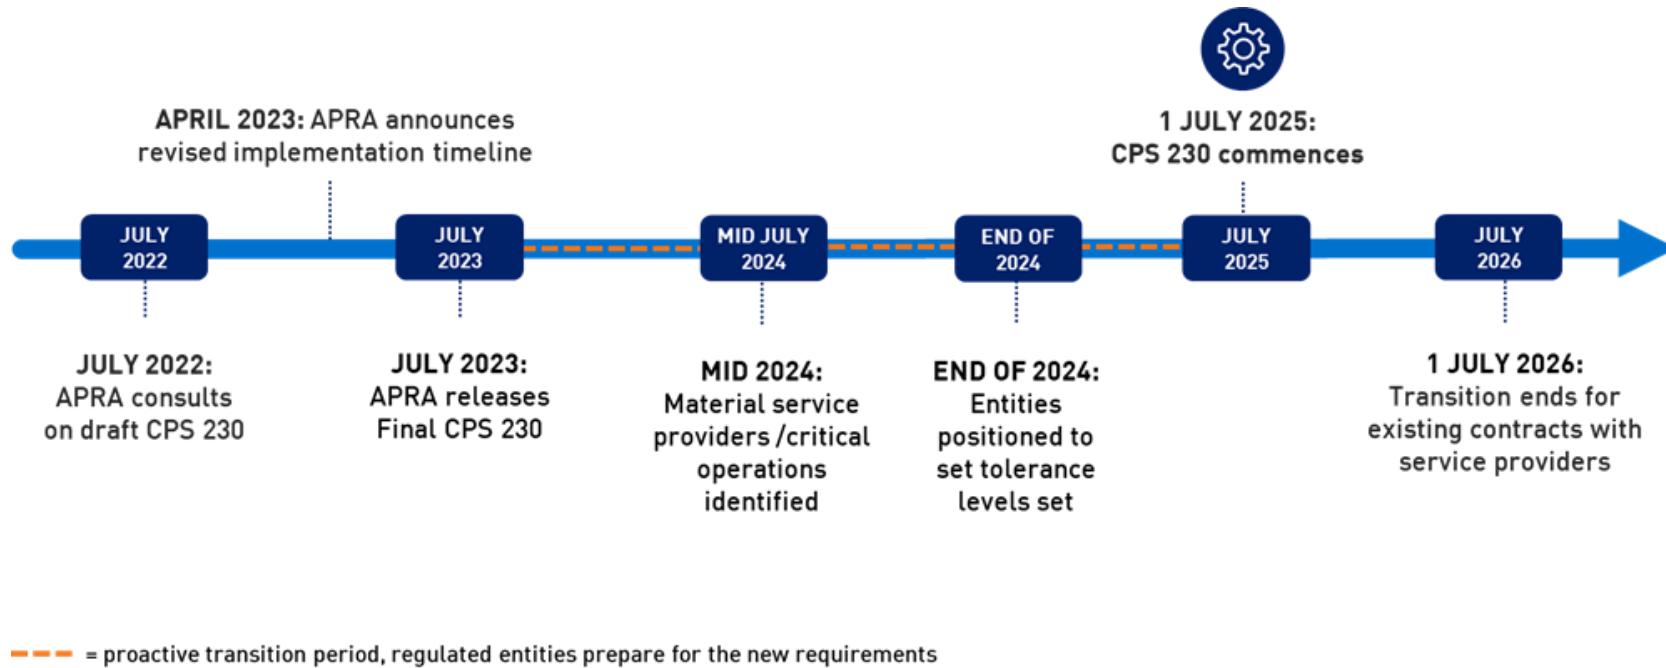 APRIL 2023: APRA announces
revised implementation timeline
1 JULY 2025:
CPS 230 commences
JULY
2022
JULY
2023
MID JULY
2024
END OF
2024
JULY
2025
JULY
2026
JULY 2022:
APRA consults
on draft CPS 230
JULY 2023:
APRA releases
Final CPS 230
MID 2024:
Material service
providers /critical
operations
identified
END OF 2024:
Entities
positioned to
set tolerance
levels set
1 JULY 2026:
Transition ends for
existing contracts with
service providers
= proactive transition period, regulated entities prepare for the new requirements